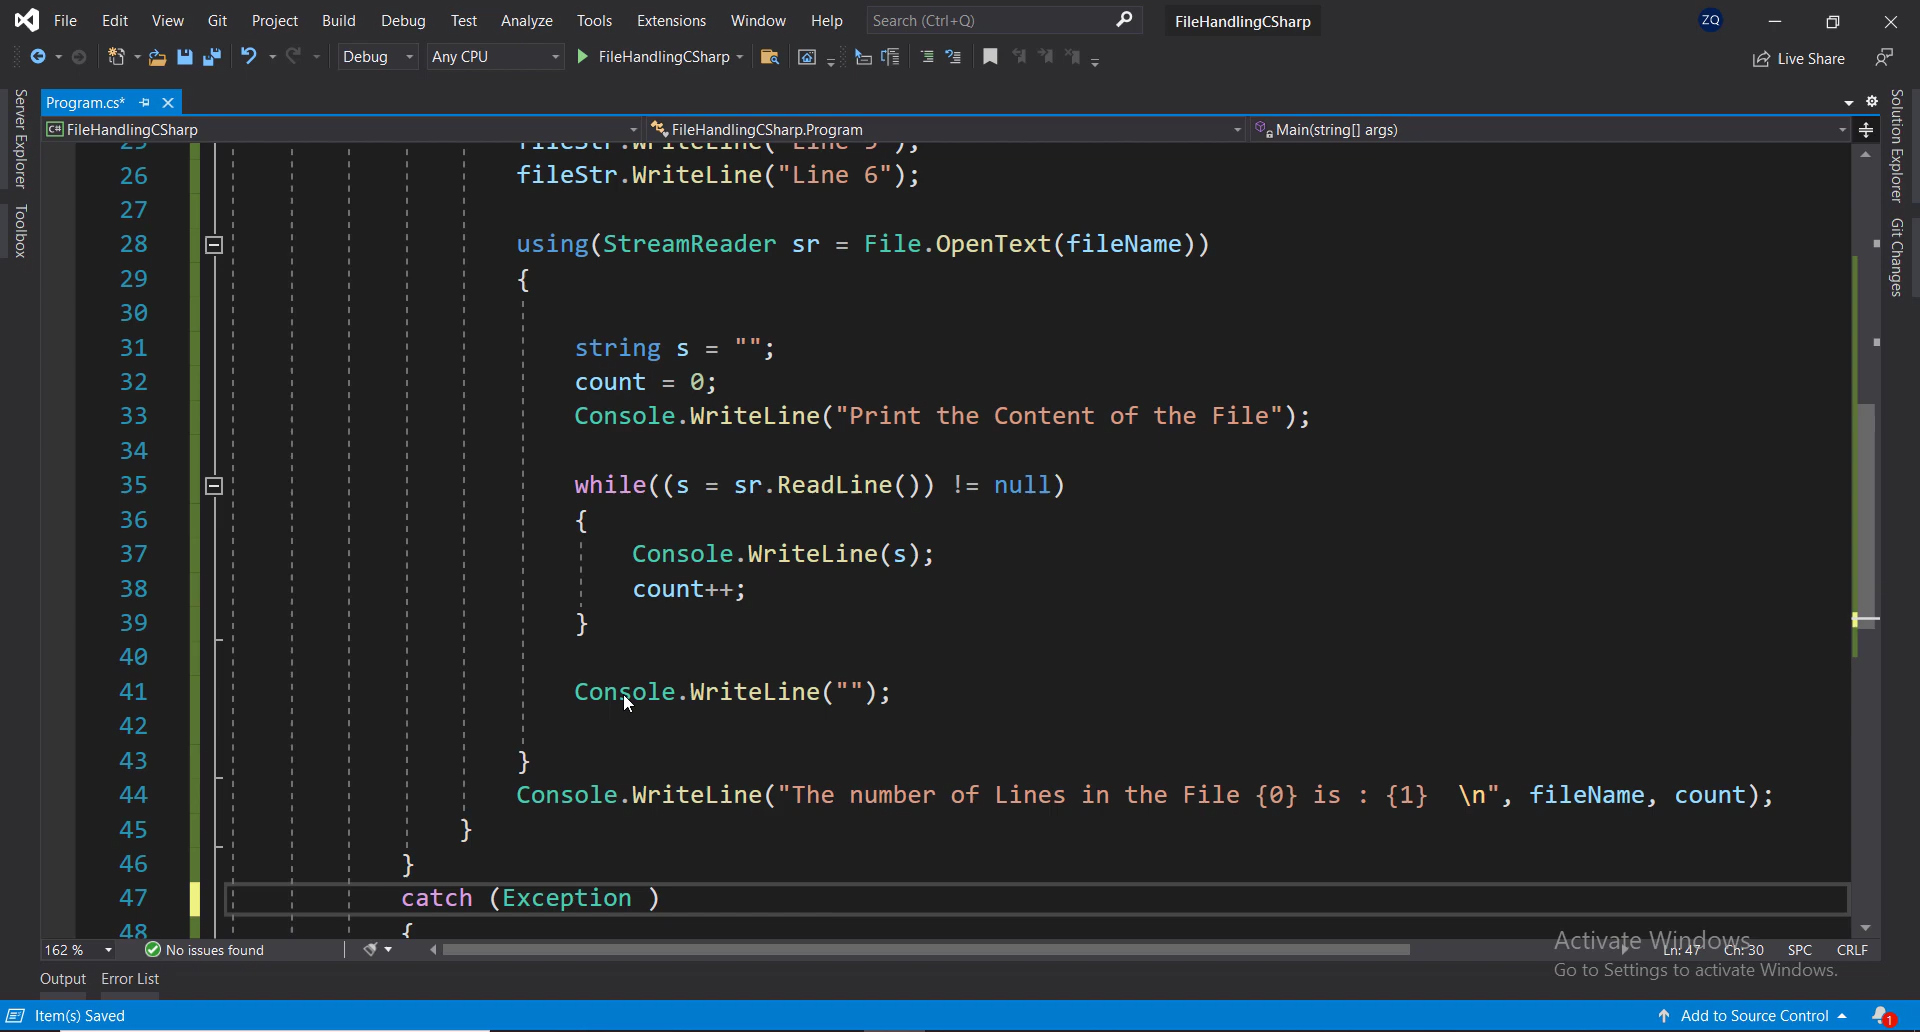 File Edit View Git Project Build Debug Test Analyze Tools Extensions Window Help Search (Ctrl+Q) FileHandlingCSharp ZQ
Debug Any CPU FileHandlingCSharp Live Share
Program.cs*
FileHandlingCSharp FileHandlingCSharp.Program Main(string[] args)
Server Explorer
Toolbox
Solution Explorer
Git Changes
25 fileStr.WriteLine("Line 5");
26 fileStr.WriteLine("Line 6");
27
28 using(StreamReader sr = File.OpenText(fileName))
29 {
30
31 string s = "";
32 count = 0;
33 Console.WriteLine("Print the Content of the File");
34
35 while((s = sr.ReadLine()) != null)
36 {
37 Console.WriteLine(s);
38 count++;
39 }
40
41 Console.WriteLine("");
42
43 }
44 Console.WriteLine("The number of Lines in the File {0} is : {1}  \n", fileName, count);
45 }
46 }
47 catch (Exception )
48 {
162 % No issues found Ln: 47 Ch: 30 SPC CRLF
Activate Windows
Go to Settings to activate Windows.
Output Error List
Item(s) Saved Add to Source Control 1